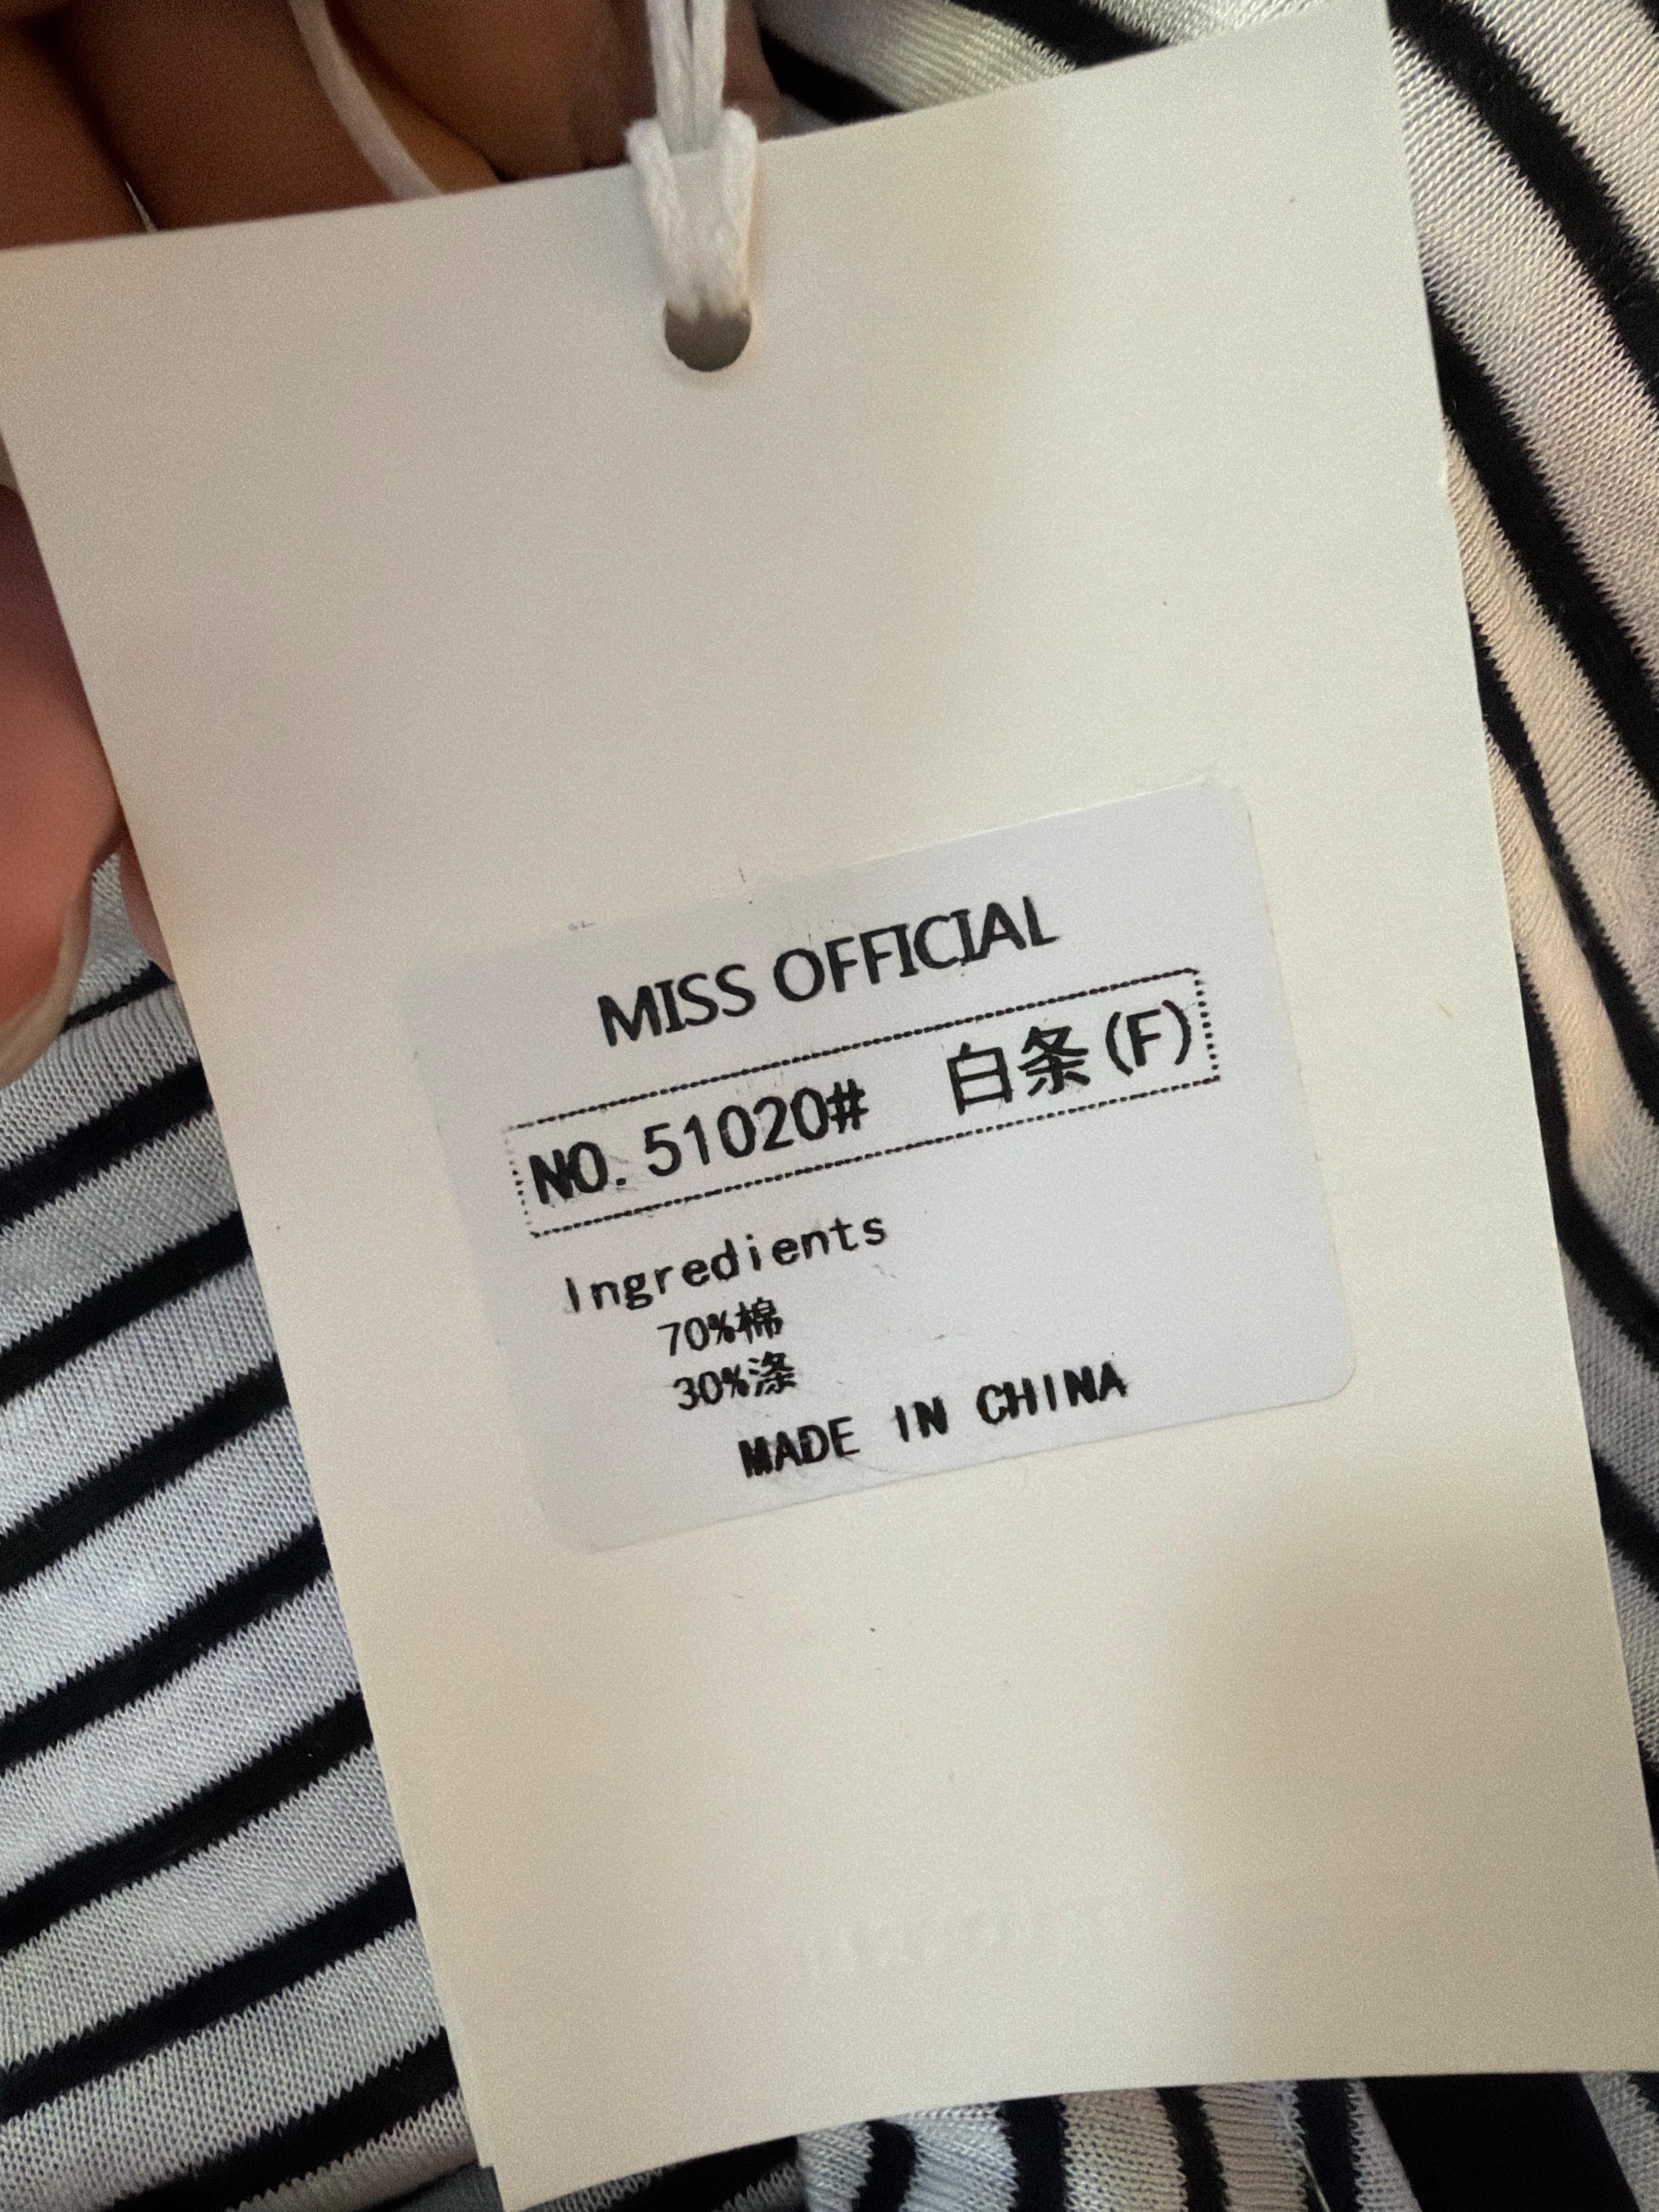 MISS OFFICIAL
NO. 51020# 白条(F)
Ingredients
70%棉
30%涤
MADE IN CHINA